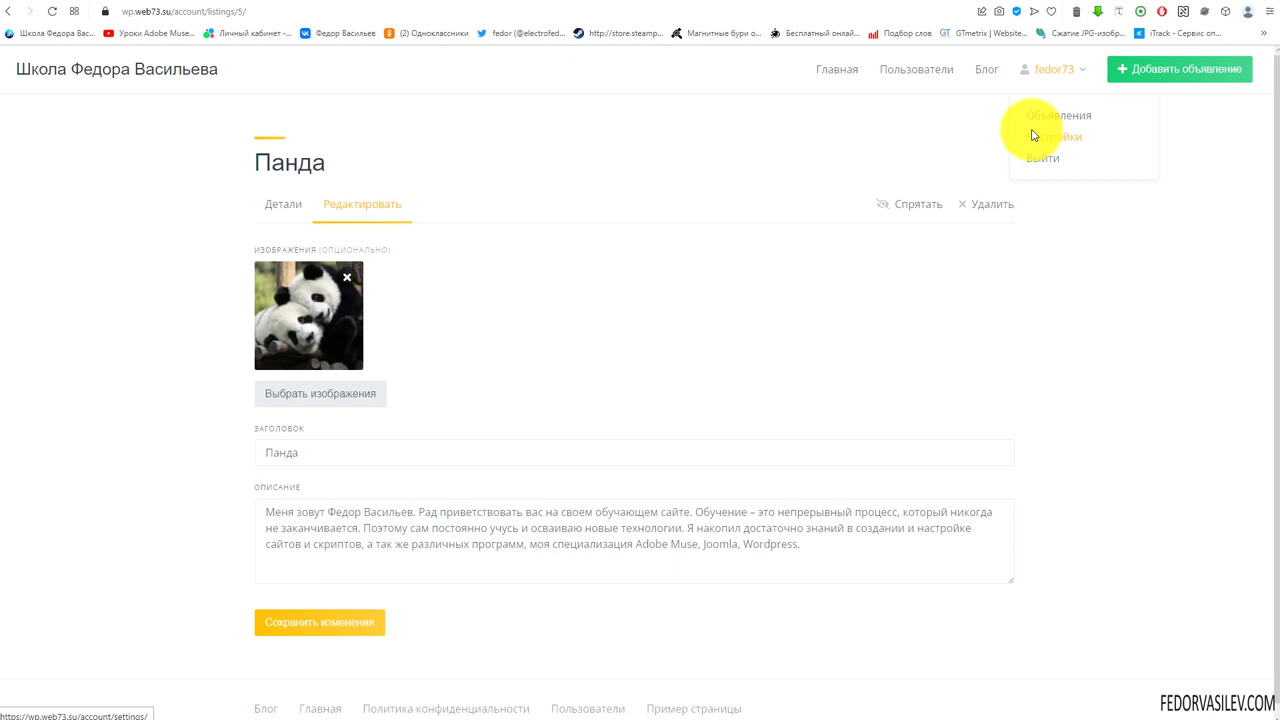 wp.web73.su/account/listings/5/
Школа Федора Вас...
Уроки Adobe Muse...
Личный кабинет -...
Федор Васильев
(2) Одноклассники
fedor (@electrofed...
http://store.steamp...
Магнитные бури о...
Бесплатный онлай...
Подбор слов
GTmetrix | Website...
Сжатие JPG-изобр...
iTrack - Сервис оп...
Школа Федора Васильева
Главная
Пользователи
Блог
fedor73
Добавить объявление
Объявления
Настройки
Выйти
Панда
Детали
Редактировать
Спрятать
Удалить
ИЗОБРАЖЕНИЯ (ОПЦИОНАЛЬНО)
Выбрать изображения
ЗАГОЛОВОК
Панда
ОПИСАНИЕ
Меня зовут Федор Васильев. Рад приветствовать вас на своем обучающем сайте. Обучение – это непрерывный процесс, который никогда
не заканчивается. Поэтому сам постоянно учусь и осваиваю новые технологии. Я накопил достаточно знаний в создании и настройке
сайтов и скриптов, а так же различных программ, моя специализация Adobe Muse, Joomla, Wordpress.
Сохранить изменения
Блог
Главная
Политика конфиденциальности
Пользователи
Пример страницы
https://wp.web73.su/account/settings/
FEDORVASILEV.COM